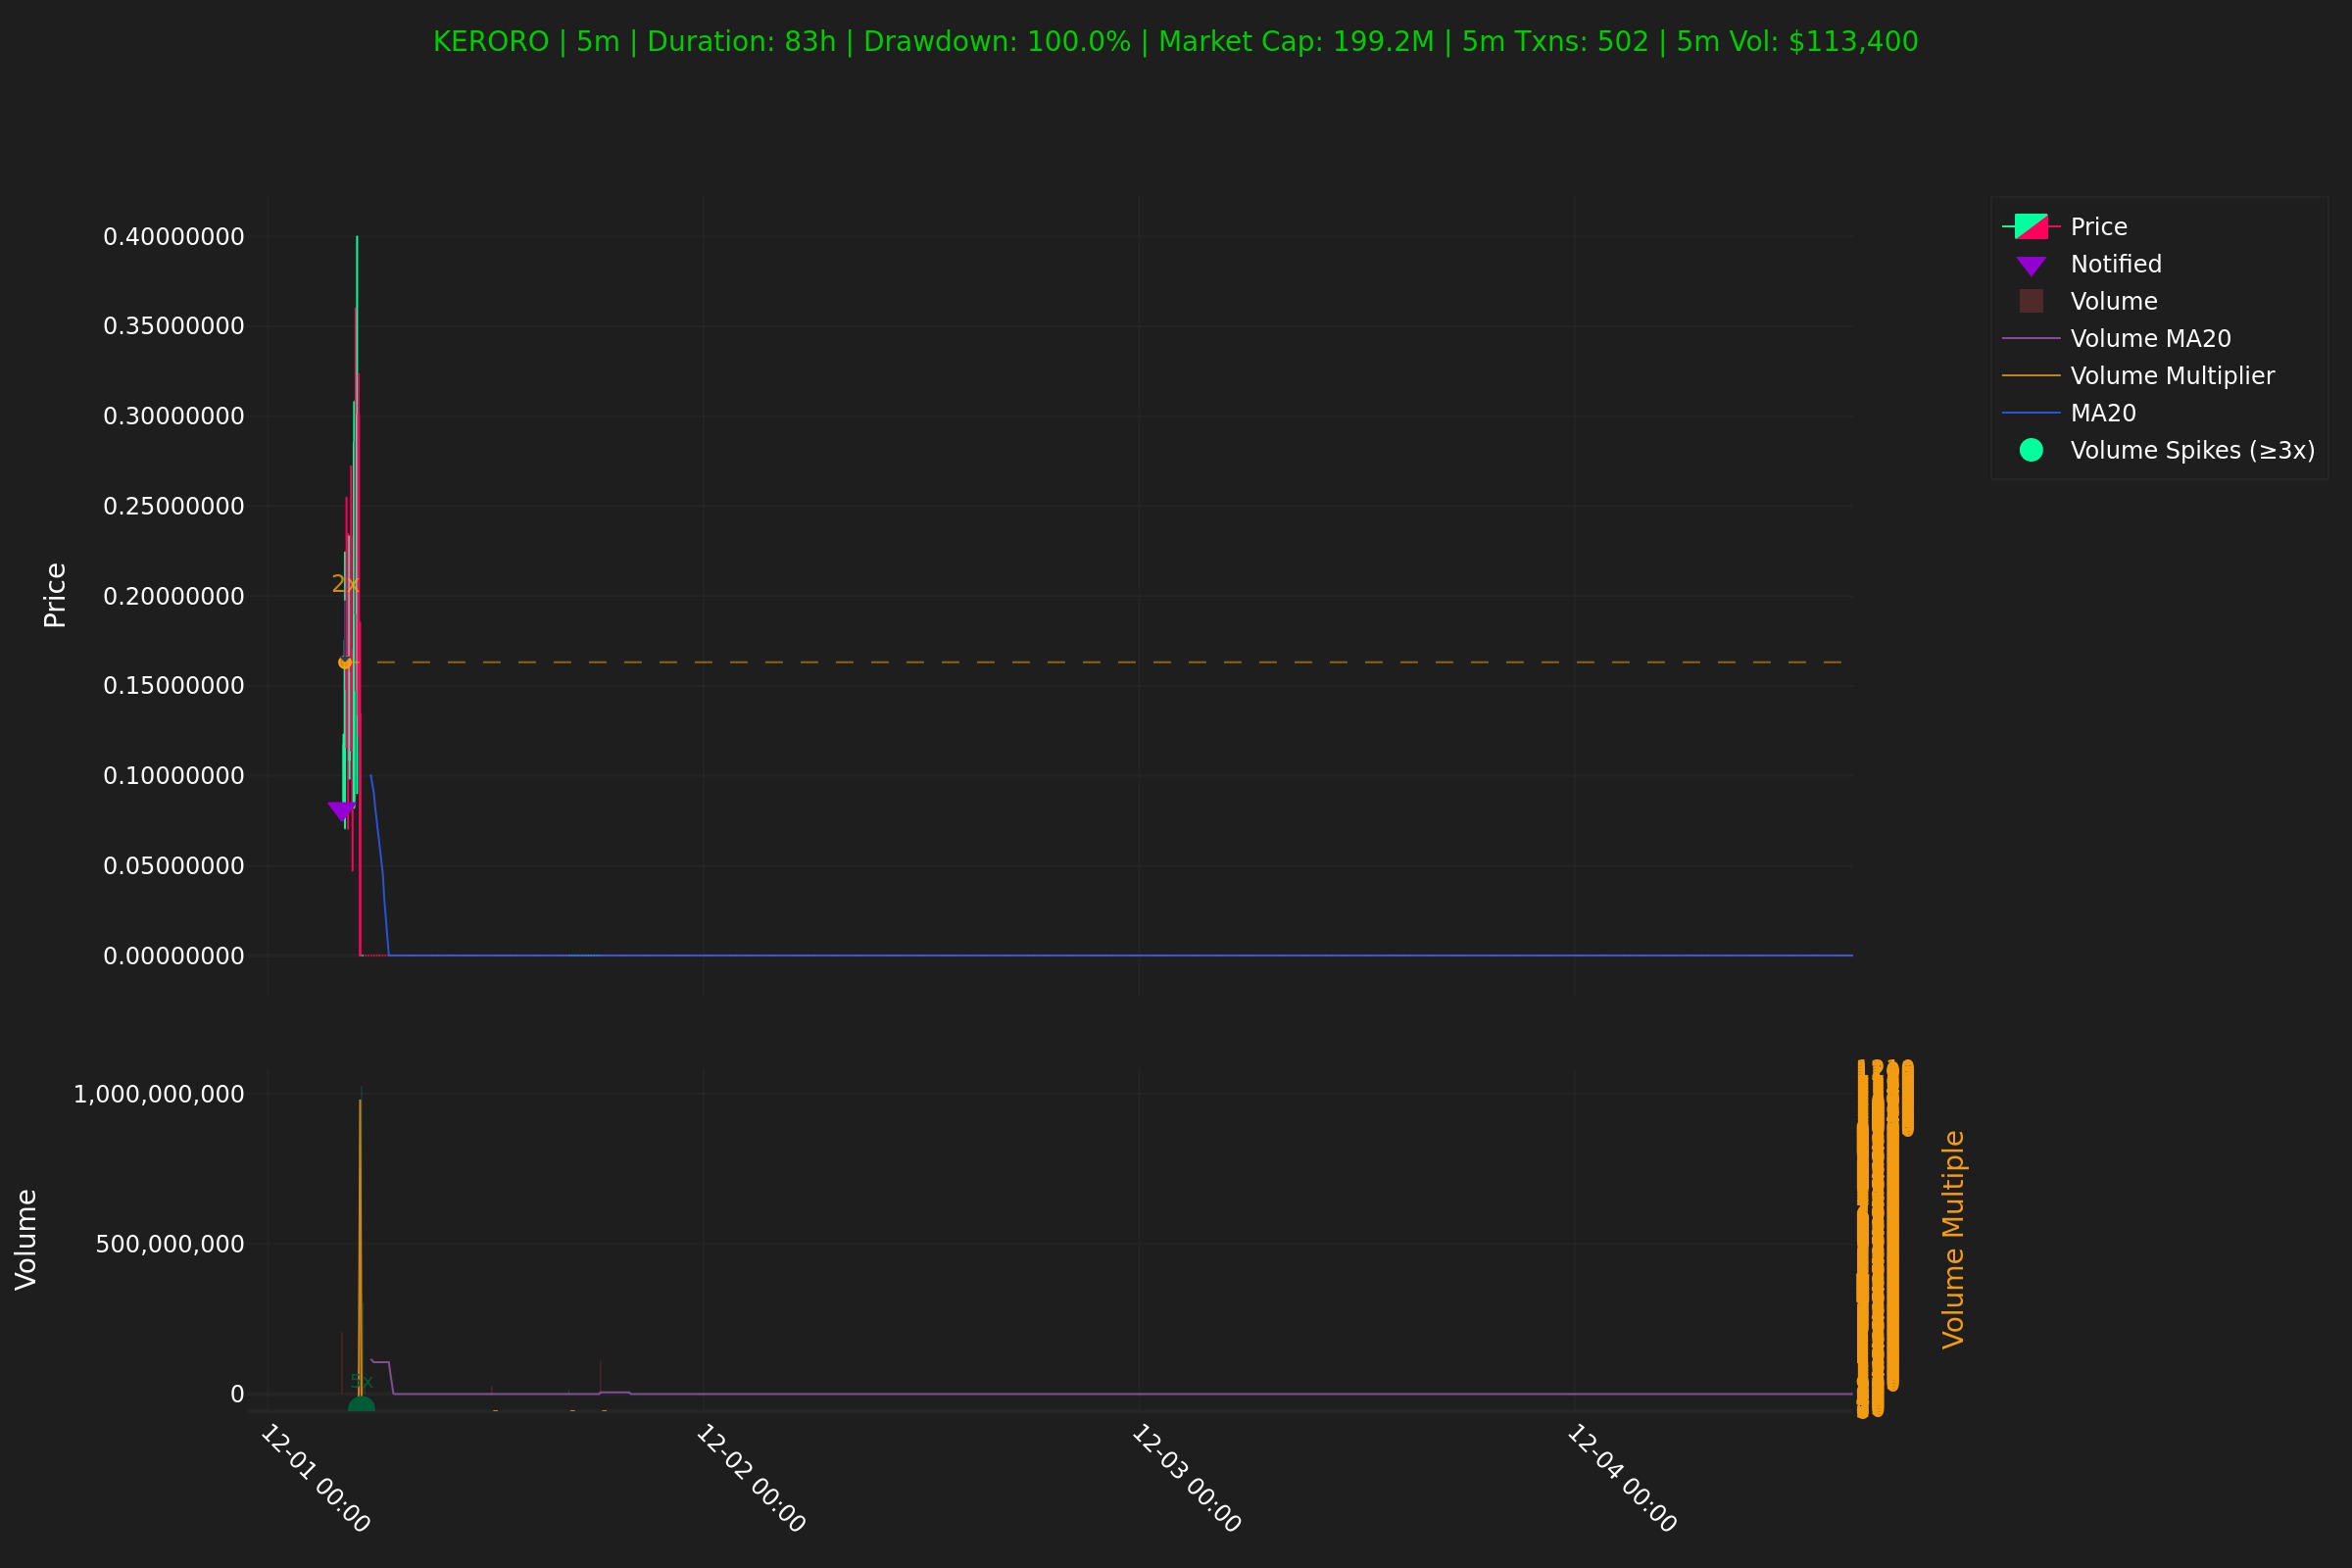 KERORO | 5m | Duration: 83h | Drawdown: 100.0% | Market Cap: 199.2M | 5m Txns: 502 | 5m Vol: $113,400
Price
Notified
Volume
Volume MA20
Volume Multiplier
MA20
Volume Spikes (≥3x)
0.40000000
0.35000000
0.30000000
0.25000000
0.20000000
0.15000000
0.10000000
0.05000000
0.00000000
Price
2x
1,000,000,000
500,000,000
0
Volume
5x
Volume Multiple
12-01 00:00
12-02 00:00
12-03 00:00
12-04 00:00